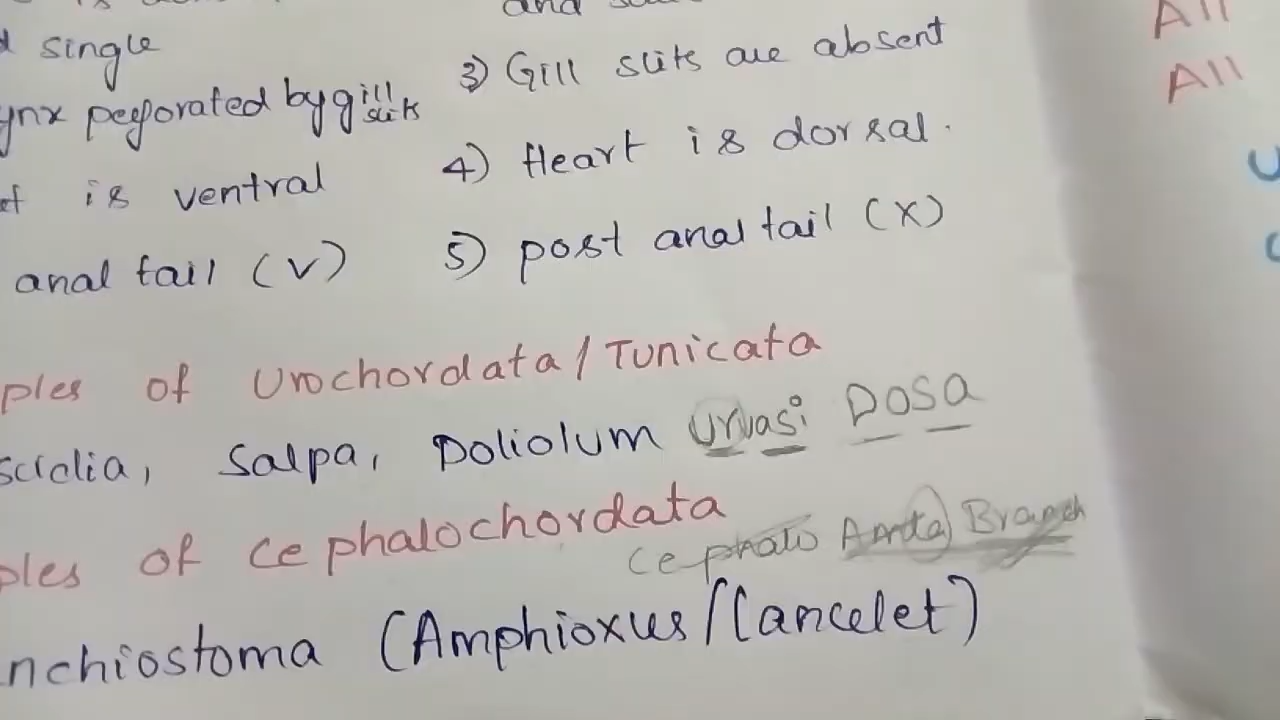 single
ynx perforated by gill slits
is ventral
anal tail (v)
3) Gill slits are absent
4) Heart is dorsal.
5) post anal tail (x)
ples of Urochordata/Tunicata
scidia, Salpa, Doliolum Urvasi DOSA
ples of Cephalochordata
Cephalo Amta Branch
nchiostoma (Amphioxus/Lancelet)
All
All